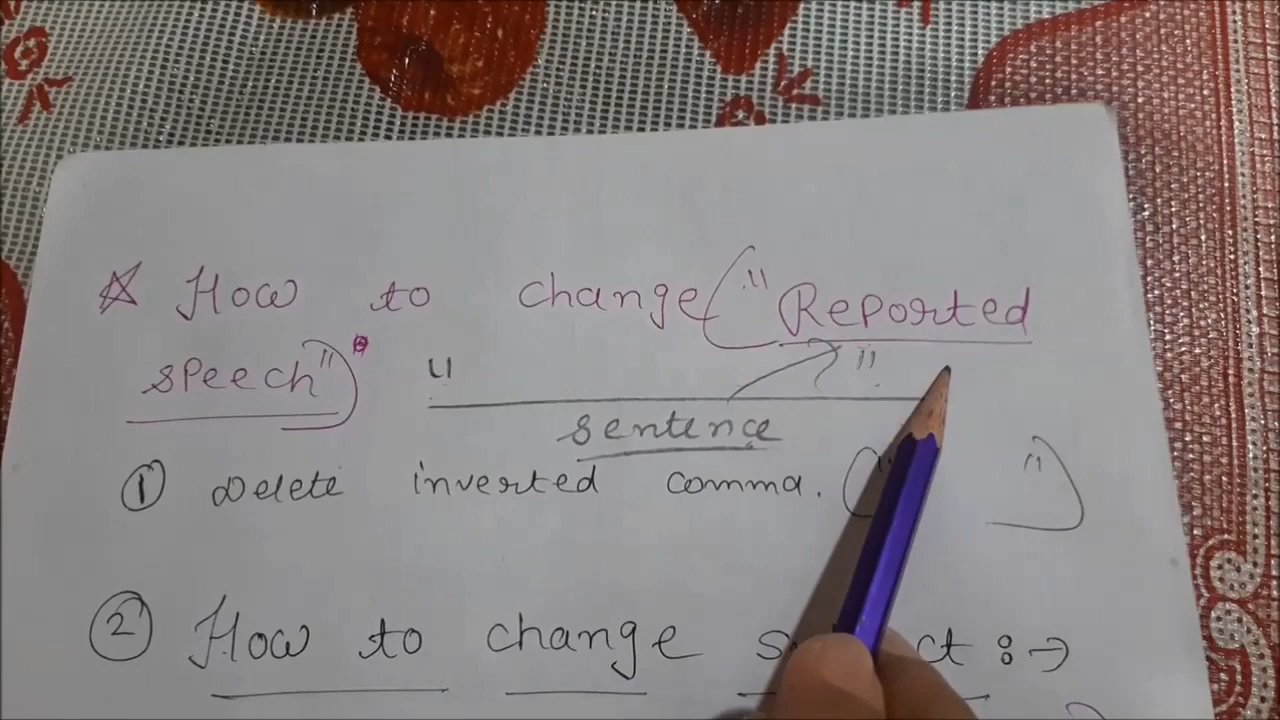 ☆ How to change ( "Reported
speech")
" "
sentence
① Delete inverted comma. (" ")
② How to change :→